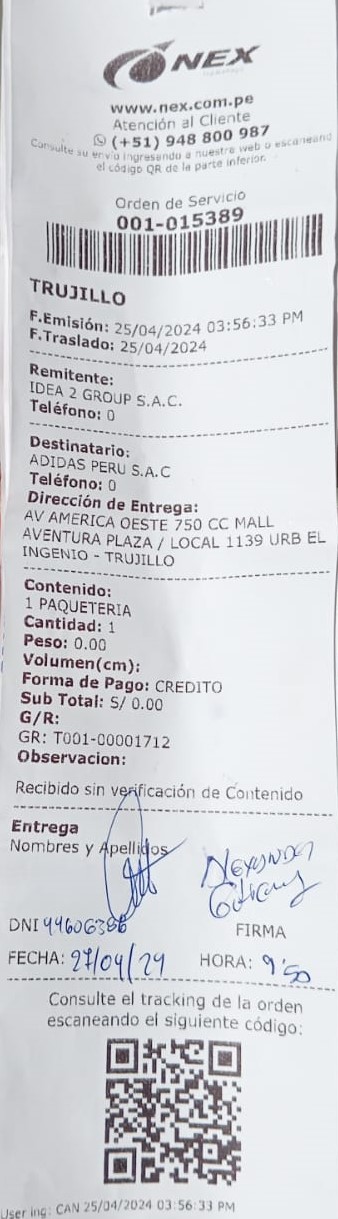 NEX
www.nex.com.pe
Atención al Cliente
(+51) 948 800 987
Consulte su envío ingresando a nuestra web o escaneand
el código QR de la parte inferior.
Orden de Servicio
001-015389
TRUJILLO
F.Emisión: 25/04/2024 03:56:33 PM
F.Traslado: 25/04/2024
Remitente:
IDEA 2 GROUP S.A.C.
Teléfono: 0
Destinatario:
ADIDAS PERU S.A.C
Teléfono: 0
Dirección de Entrega:
AV AMERICA OESTE 750 CC MALL
AVENTURA PLAZA / LOCAL 1139 URB EL
INGENIO - TRUJILLO
Contenido:
1 PAQUETERIA
Cantidad: 1
Peso: 0.00
Volumen(cm):
Forma de Pago: CREDITO
Sub Total: S/ 0.00
G/R:
GR: T001-00001712
Observacion:
Recibido sin verificación de Contenido
Entrega
Nombres y Apellidos
DNI
FIRMA
FECHA: 27/04/24 HORA: 9:50
Consulte el tracking de la orden
escaneando el siguiente código:
User ing: CAN 25/04/2024 03:56:33 PM